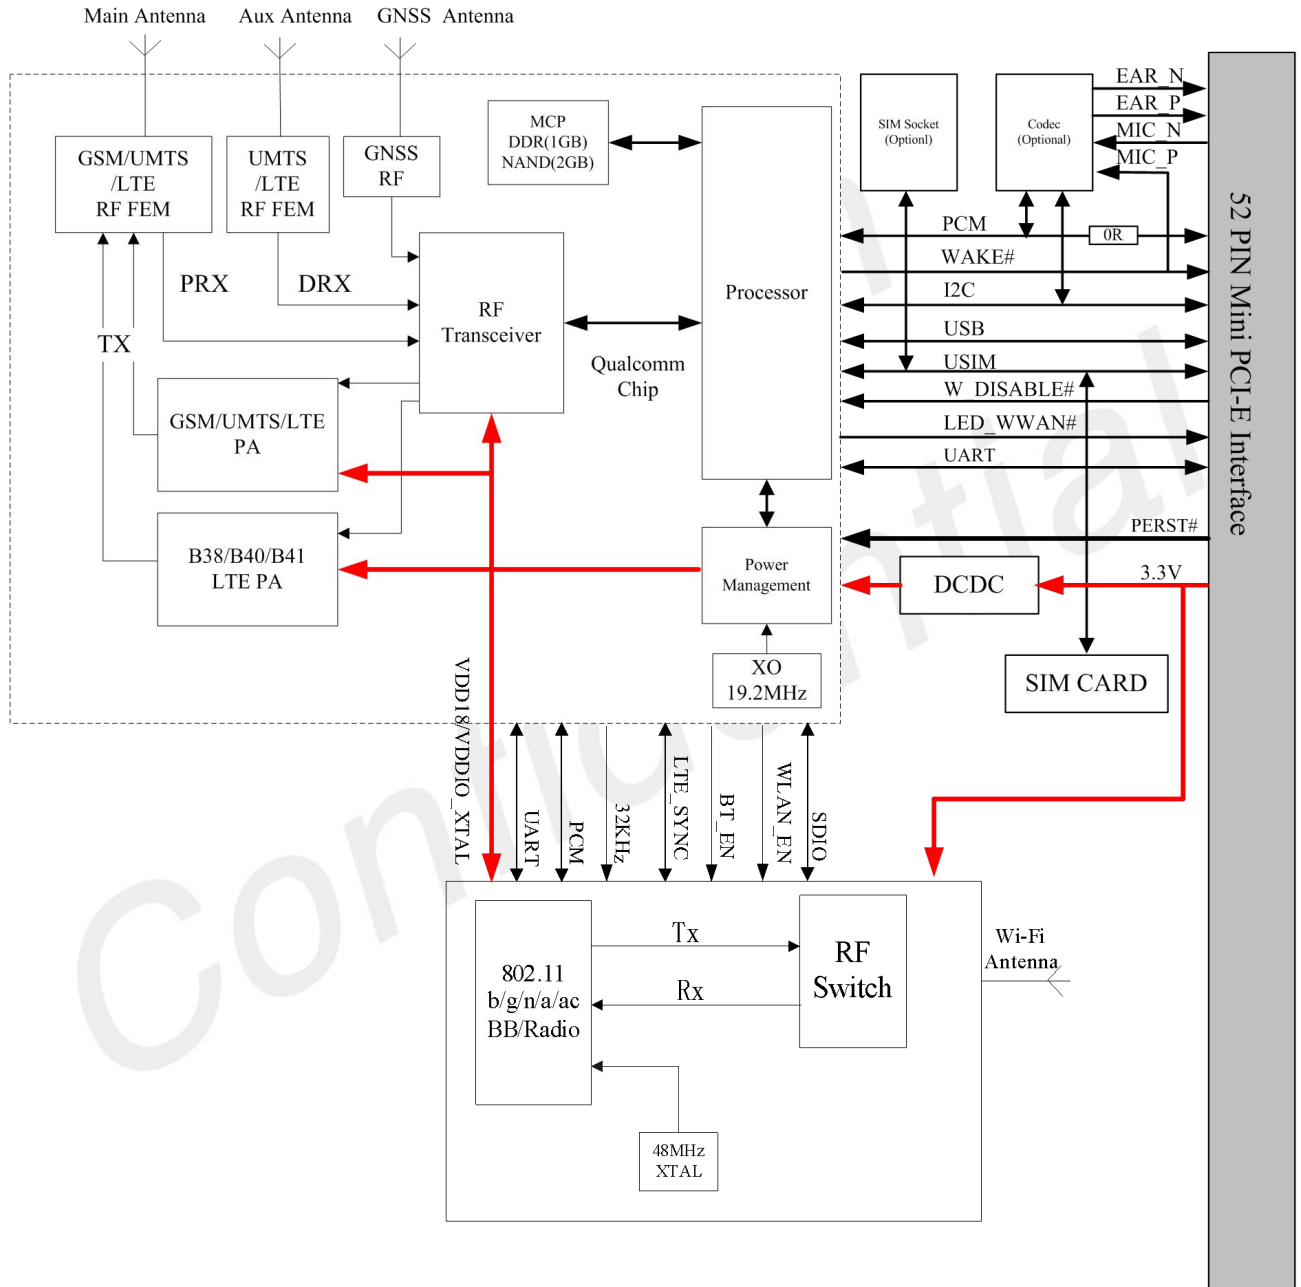 Main Antenna
Aux Antenna
GNSS Antenna
GSM/UMTS
/LTE
RF FEM
UMTS
/LTE
RF FEM
GNSS
RF
MCP
DDR(1GB)
NAND(2GB)
Processor
SIM Socket
(Optionl)
Codec
(Optional)
EAR_N
EAR_P
MIC_N
MIC_P
PCM
0R
WAKE#
I2C
USB
USIM
W_DISABLE#
LED_WWAN#
UART
PERST#
3.3V
52 PIN Mini PCI-E Interface
PRX
DRX
TX
RF
Transceiver
Qualcomm
Chip
GSM/UMTS/LTE
PA
B38/B40/B41
LTE PA
Power
Management
DCDC
XO
19.2MHz
SIM CARD
VDD18/VDDIO_XTAL
UART
PCM
32KHz
LTE_SYNC
BT_EN
WLAN_EN
SDIO
802.11
b/g/n/a/ac
BB/Radio
Tx
Rx
RF
Switch
Wi-Fi
Antenna
48MHz
XTAL
Confidential